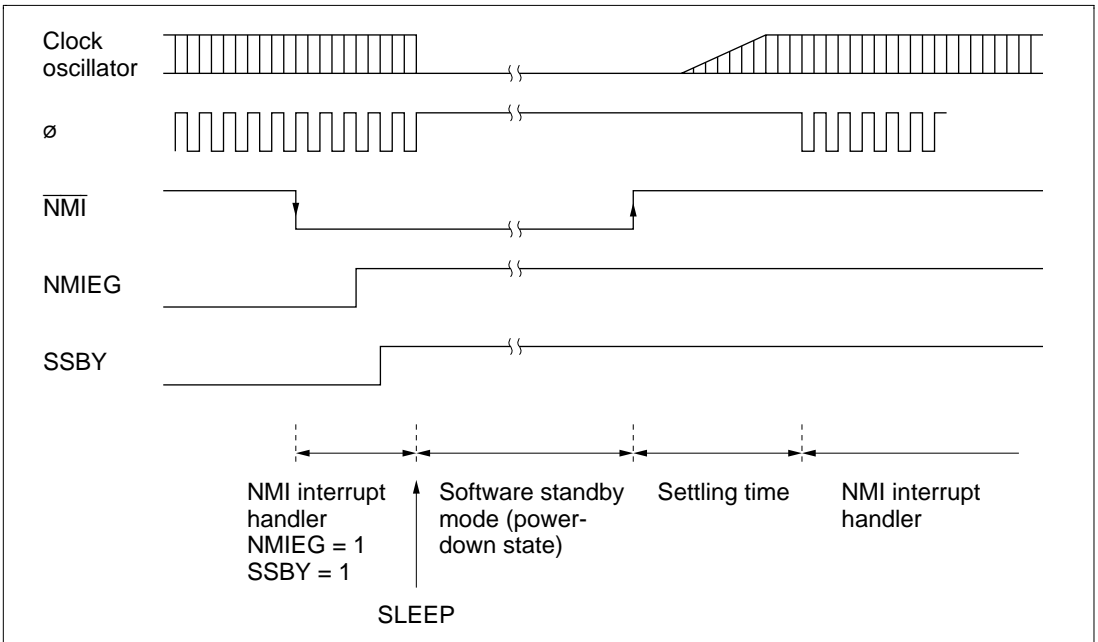 Clock
oscillator
ø
NMI
NMIEG
SSBY
NMI interrupt
handler
NMIEG = 1
SSBY = 1
Software standby
mode (power-
down state)
Settling time
NMI interrupt
handler
SLEEP